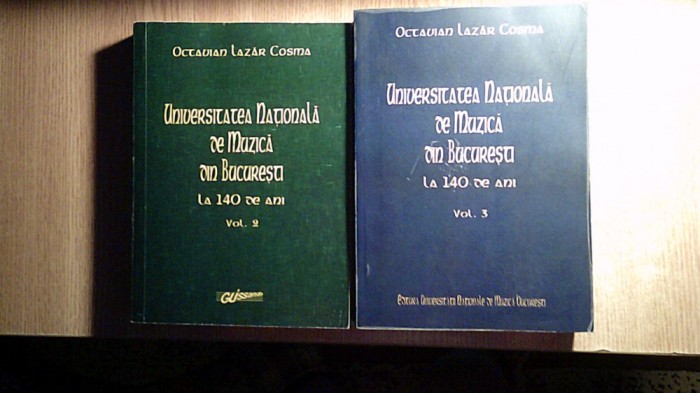 Octavian Lazăr Cosma
Universitatea Națională
de Muzică
din București
la 140 de ani
Vol. 2
Glissando
Octavian Lazăr Cosma
Universitatea Națională
de Muzică
din București
la 140 de ani
Vol. 3
Editura Universității Naționale de Muzică București